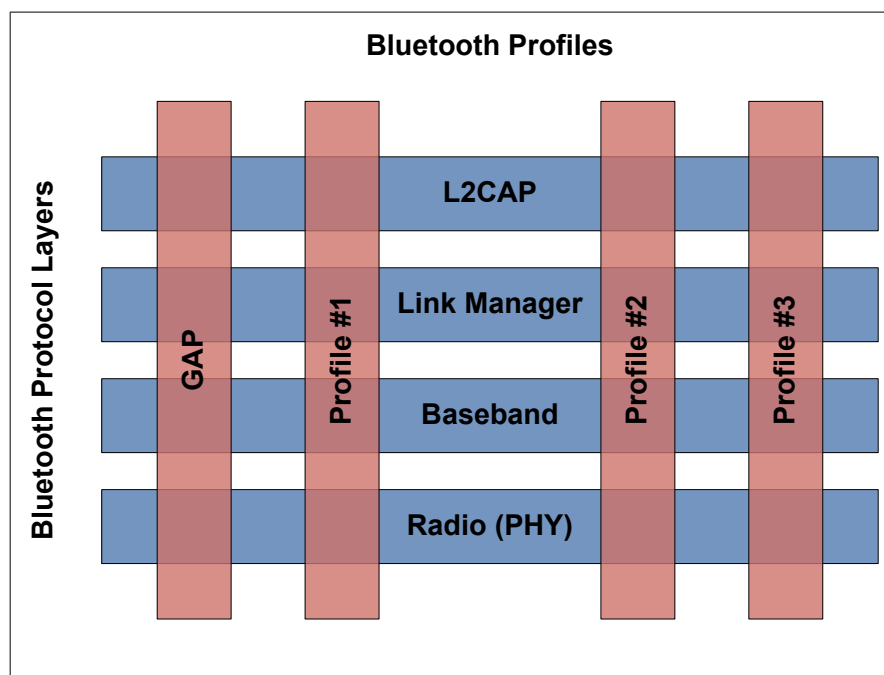 Bluetooth Profiles
Bluetooth Protocol Layers
GAP
Profile #1
Profile #2
Profile #3
L2CAP
Link Manager
Baseband
Radio (PHY)